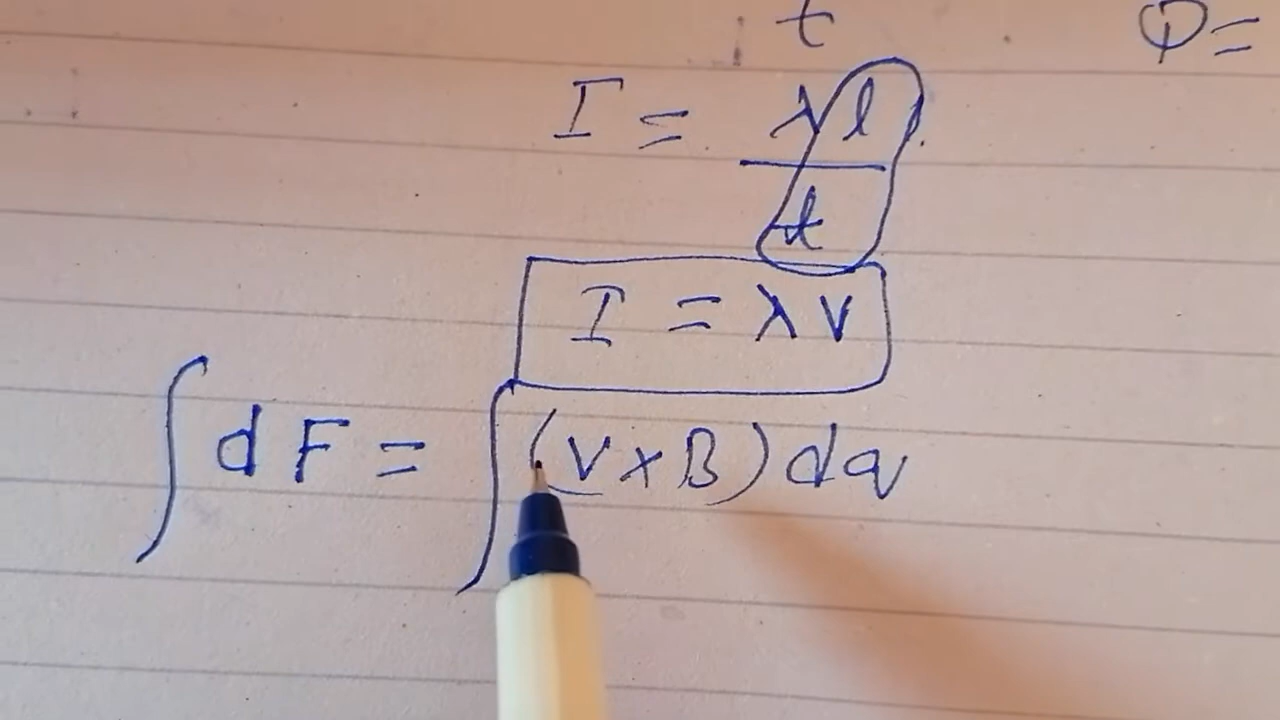 t Φ=
I = λl
t
I = λv
∫ dF = ∫ (v×B) dq